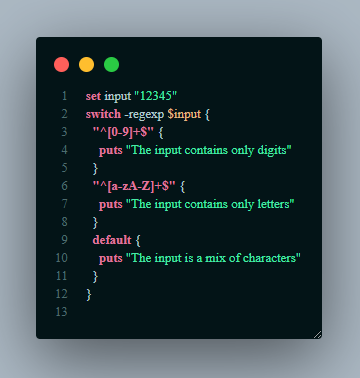 1 set input "12345"
2 switch -regexp $input {
3   "^[0-9]+$" {
4     puts "The input contains only digits"
5   }
6   "^[a-zA-Z]+$" {
7     puts "The input contains only letters"
8   }
9   default {
10     puts "The input is a mix of characters"
11   }
12 }
13